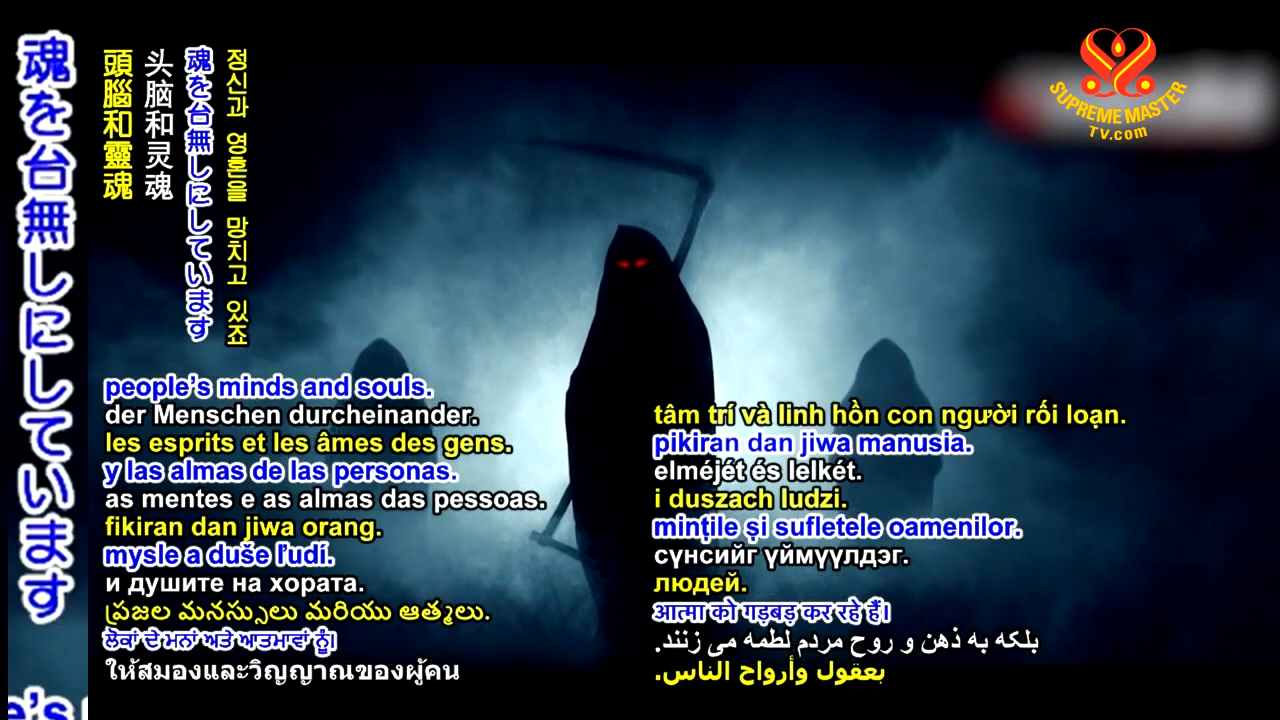 魂を台無しにしています
頭腦和靈魂
头脑和灵魂
魂を台無しにしています
정신과 영혼을 망치고 있죠
SUPREME MASTER
TV.com
people's minds and souls.
der Menschen durcheinander.
les esprits et les âmes des gens.
y las almas de las personas.
as mentes e as almas das pessoas.
fikiran dan jiwa orang.
mysle a duše ľudí.
и душите на хората.
ప్రజల మనస్సులు మరియు ఆత్మలు.
ਲੋਕਾਂ ਦੇ ਮਨਾਂ ਅਤੇ ਆਤਮਾਵਾਂ ਨੂੰ।
ให้สมองและวิญญาณของผู้คน
tâm trí và linh hồn con người rối loạn.
pikiran dan jiwa manusia.
elméjét és lelkét.
i duszach ludzi.
mințile și sufletele oamenilor.
сүнсийг үймүүлдэг.
людей.
आत्मा को गड़बड़ कर रहे हैं।
بلکه به ذهن و روح مردم لطمه می زنند.
بعقول وأرواح الناس.
e's